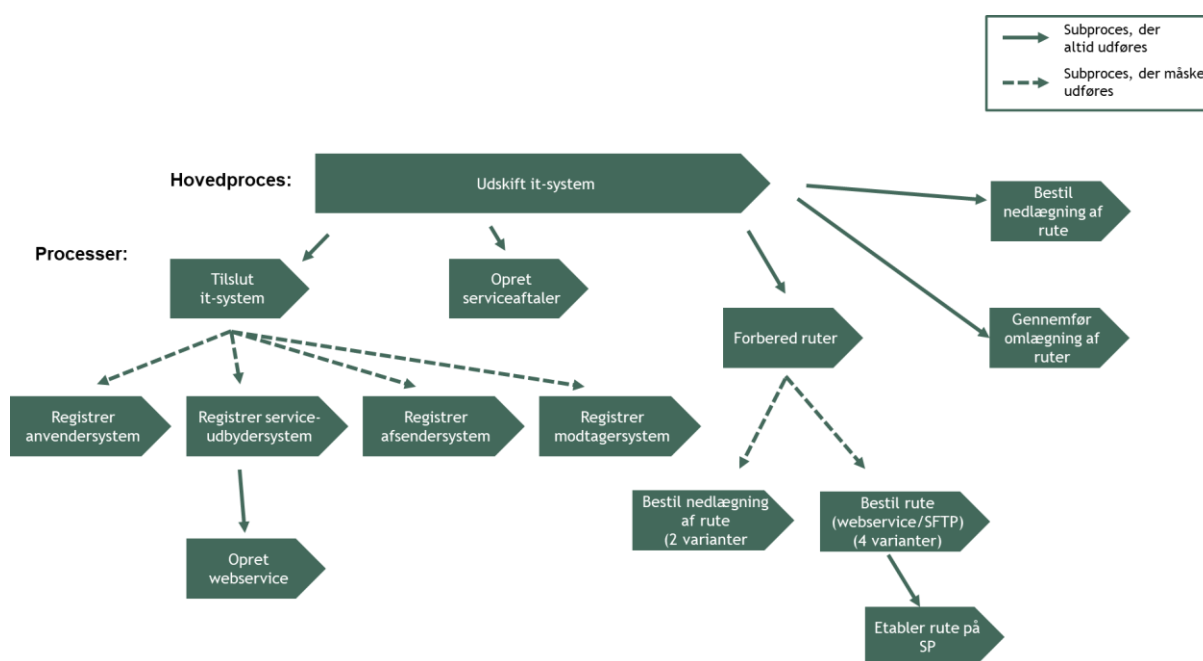 Subproces, der
altid udføres
Subproces, der måske
udføres
Hovedproces:
Udskift it-system
Bestil
nedlægning af
rute
Processer:
Tilslut
it-system
Opret
serviceaftaler
Forbered ruter
Gennemfør
omlægning af
ruter
Registrer
anvendersystem
Registrer service-
udbydersystem
Registrer
afsendersystem
Registrer
modtagersystem
Bestil nedlægning
af rute
(2 varianter
Bestil rute
(webservice/SFTP)
(4 varianter)
Opret
webservice
Etabler rute på
SP